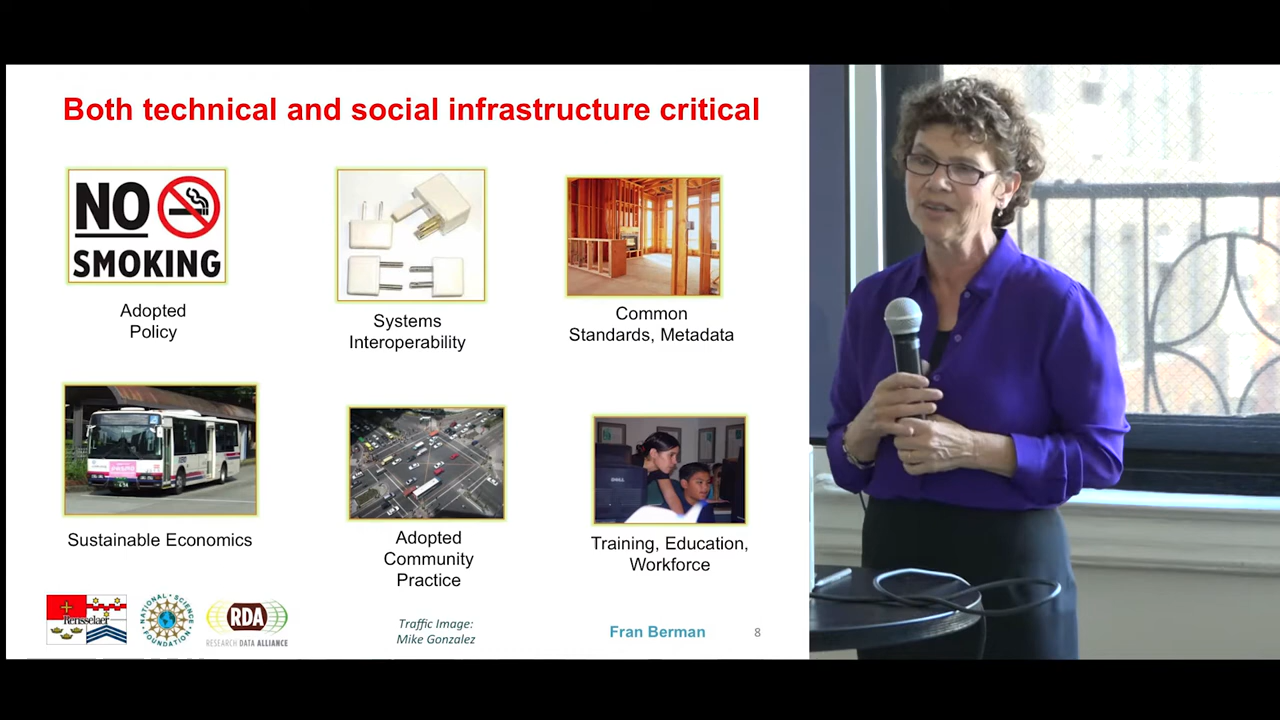 Both technical and social infrastructure critical
NO
SMOKING
Adopted
Policy
Systems
Interoperability
Common
Standards, Metadata
Sustainable Economics
Adopted
Community
Practice
DELL
Training, Education,
Workforce
Rensselaer
NATIONAL SCIENCE FOUNDATION
RDA
RESEARCH DATA ALLIANCE
Traffic Image:
Mike Gonzalez
Fran Berman
8